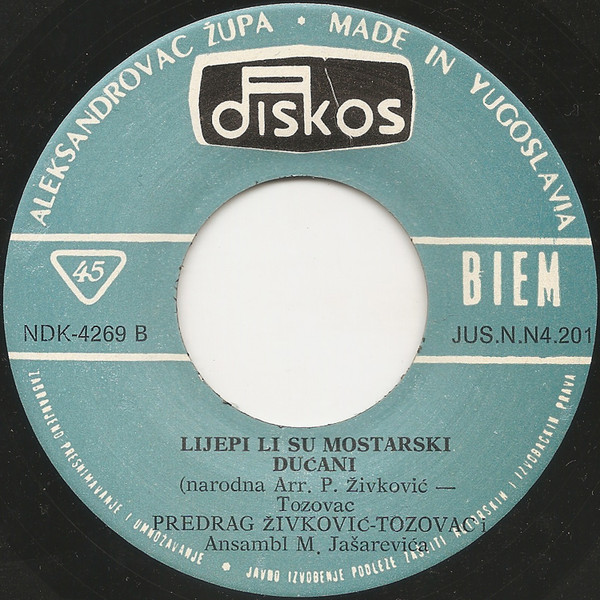 ALEKSANDROVAC ŽUPA • MADE IN YUGOSLAVIA
DISKOS
45
BIEM
NDK-4269 B
JUS.N.N4.201
LIJEPI LI SU MOSTARSKI
DUĆANI
(narodna Arr. P. Živković —
Tozovac
PREDRAG ŽIVKOVIĆ-TOZOVAC i
Ansambl M. Jašarevića
ZABRANJENO PRESNIMAVANJE I UMNOŽAVANJE • JAVNO IZVOĐENJE PODLEŽE ZAŠTITI AUTORSKIH I IZVOĐAČKIH PRAVA